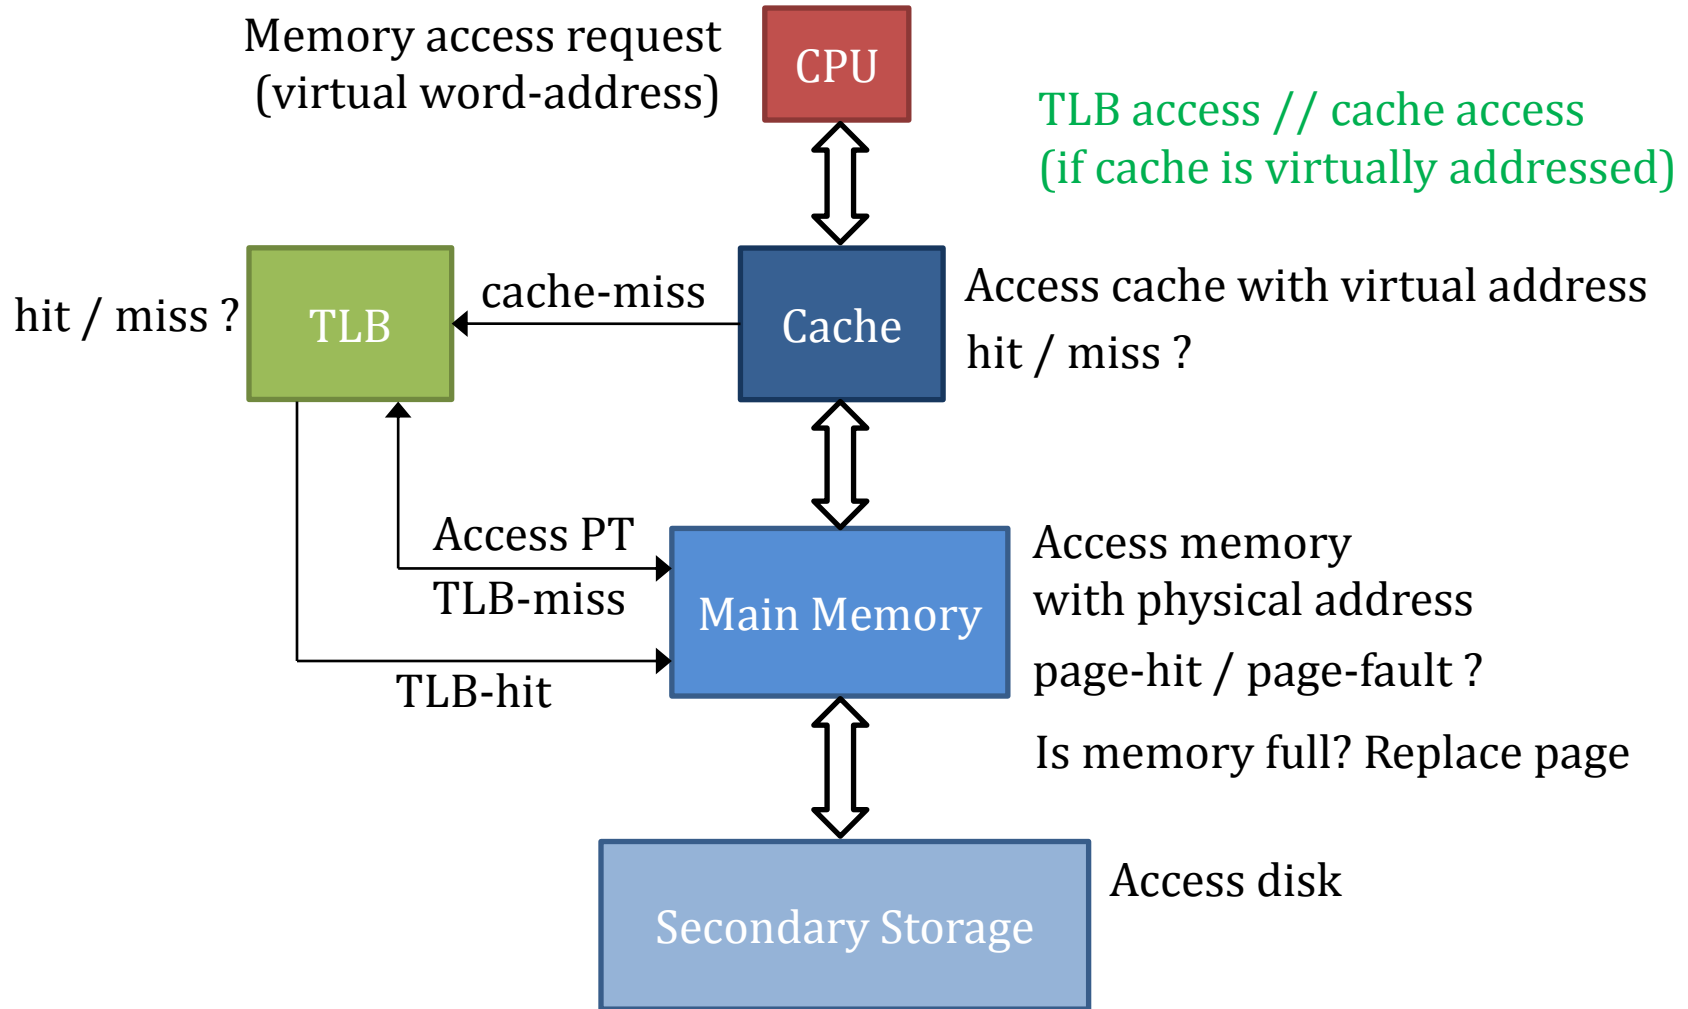 Memory access request
(virtual word-address)
CPU
TLB access // cache access
(if cache is virtually addressed)
hit / miss ?
TLB
cache-miss
Cache
Access cache with virtual address
hit / miss ?
Access PT
TLB-miss
TLB-hit
Main Memory
Access memory
with physical address
page-hit / page-fault ?
Is memory full? Replace page
Secondary Storage
Access disk